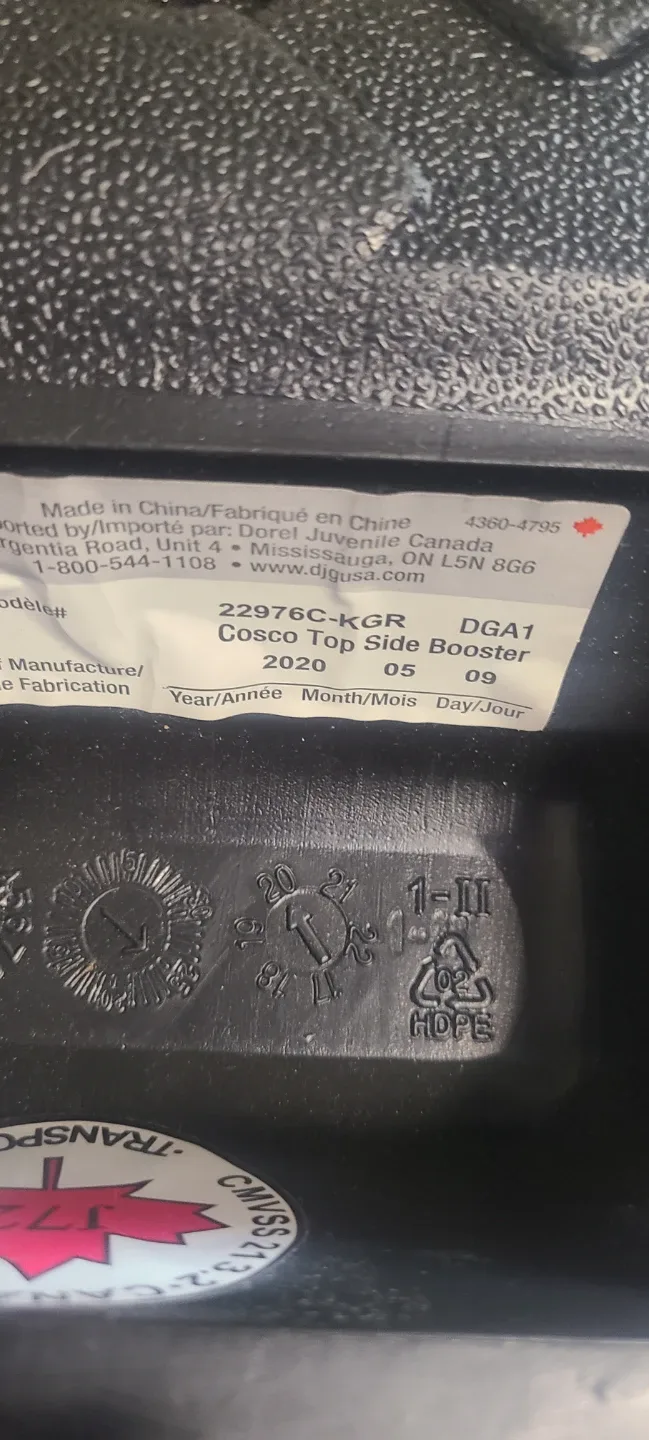 Made in China/Fabriqué en Chine
4360-4795
orted by/Importé par: Dorel Juvenile Canada
rgentia Road, Unit 4 • Mississauga, ON L5N 8G6
1-800-544-1108 • www.djgusa.com
odèle#
22976C-KGR DGA1
Cosco Top Side Booster
f Manufacture/
e Fabrication
2020 05 09
Year/Année Month/Mois Day/Jour
17 18 19 20 21 22
1-II
02
HDPE
·TRANSPO
J72
CMVSS213.2·CAN